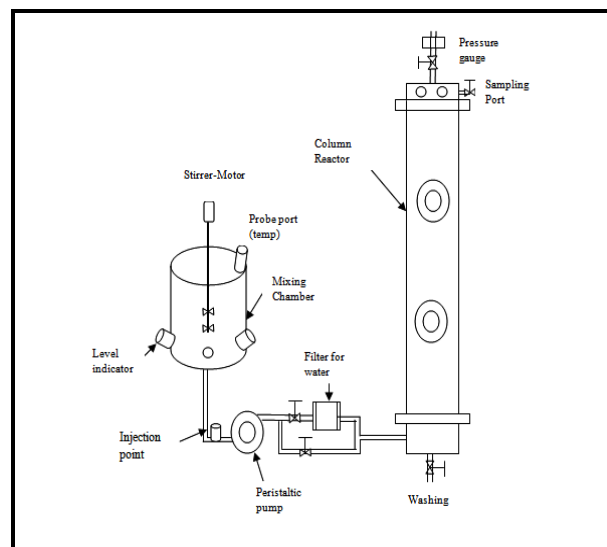 Pressure
gauge
Sampling
Port
Column
Reactor
Stirrer-Motor
Probe port
(temp)
Mixing
Chamber
Level
indicator
Filter for
water
Injection
point
Peristaltic
pump
Washing